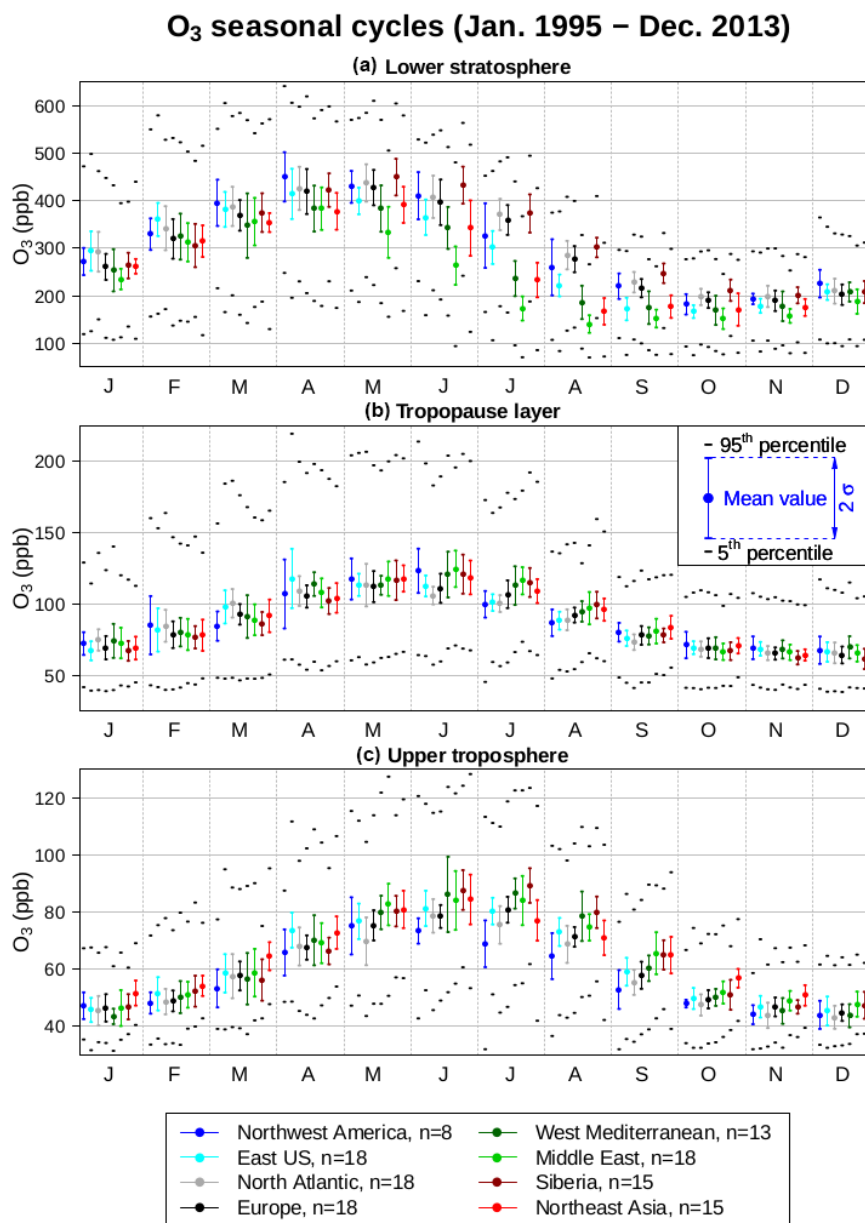 O₃ seasonal cycles (Jan. 1995 − Dec. 2013)
(a) Lower stratosphere
O₃ (ppb)
600
500
400
300
200
100
J F M A M J J A S O N D
(b) Tropopause layer
O₃ (ppb)
200
150
100
50
95th percentile
Mean value
2 σ
5th percentile
J F M A M J J A S O N D
(c) Upper troposphere
O₃ (ppb)
120
100
80
60
40
J F M A M J J A S O N D
Northwest America, n=8
East US, n=18
North Atlantic, n=18
Europe, n=18
West Mediterranean, n=13
Middle East, n=18
Siberia, n=15
Northeast Asia, n=15